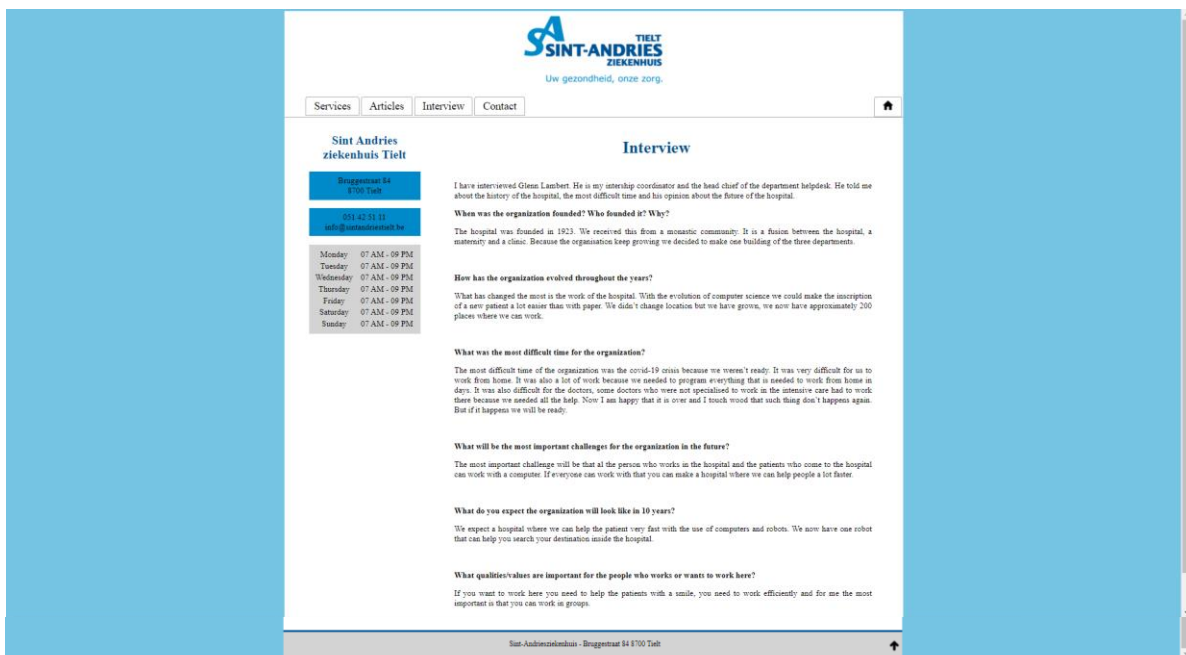 TIELT
SINT-ANDRIES
ZIEKENHUIS
Uw gezondheid, onze zorg.
Services Articles Interview Contact
Sint Andries
ziekenhuis Tielt
Bruggestraat 84
8700 Tielt
051 42 51 11
info@sintandriestielt.be
Monday 07 AM - 09 PM
Tuesday 07 AM - 09 PM
Wednesday 07 AM - 09 PM
Thursday 07 AM - 09 PM
Friday 07 AM - 09 PM
Saturday 07 AM - 09 PM
Sunday 07 AM - 09 PM
Interview
I have interviewed Glenn Lambert. He is my intership coordinator and the head chief of the department helpdesk. He told me
about the history of the hospital, the most difficult time and his opinion about the future of the hospital.
When was the organization founded? Who founded it? Why?
The hospital was founded in 1923. We received this from a monastic community. It is a fusion between the hospital, a
maternity and a clinic. Because the organisation keep growing we decided to make one building of the three departments.
How has the organization evolved throughout the years?
What has changed the most is the work of the hospital. With the evolution of computer science we could make the inscription
of a new patient a lot easier than with paper. We didn't change location but we have grown, we now have approximately 200
places where we can work.
What was the most difficult time for the organization?
The most difficult time of the organization was the covid-19 crisis because we weren't ready. It was very difficult for us to
work from home. It was also a lot of work because we needed to program everything that is needed to work from home in
days. It was also difficult for the doctors, some doctors who were not specialised to work in the intensive care had to work
there because we needed all the help. Now I am happy that it is over and I touch wood that such thing don't happens again.
But if it happens we will be ready.
What will be the most important challenges for the organization in the future?
The most important challenge will be that al the person who works in the hospital and the patients who come to the hospital
can work with a computer. If everyone can work with that you can make a hospital where we can help people a lot faster.
What do you expect the organization will look like in 10 years?
We expect a hospital where we can help the patient very fast with the use of computers and robots. We now have one robot
that can help you search your destination inside the hospital.
What qualities/values are important for the people who works or wants to work here?
If you want to work here you need to help the patients with a smile, you need to work efficiently and for me the most
important is that you can work in groups.
Sint-Andriesziekenhuis - Bruggestraat 84 8700 Tielt